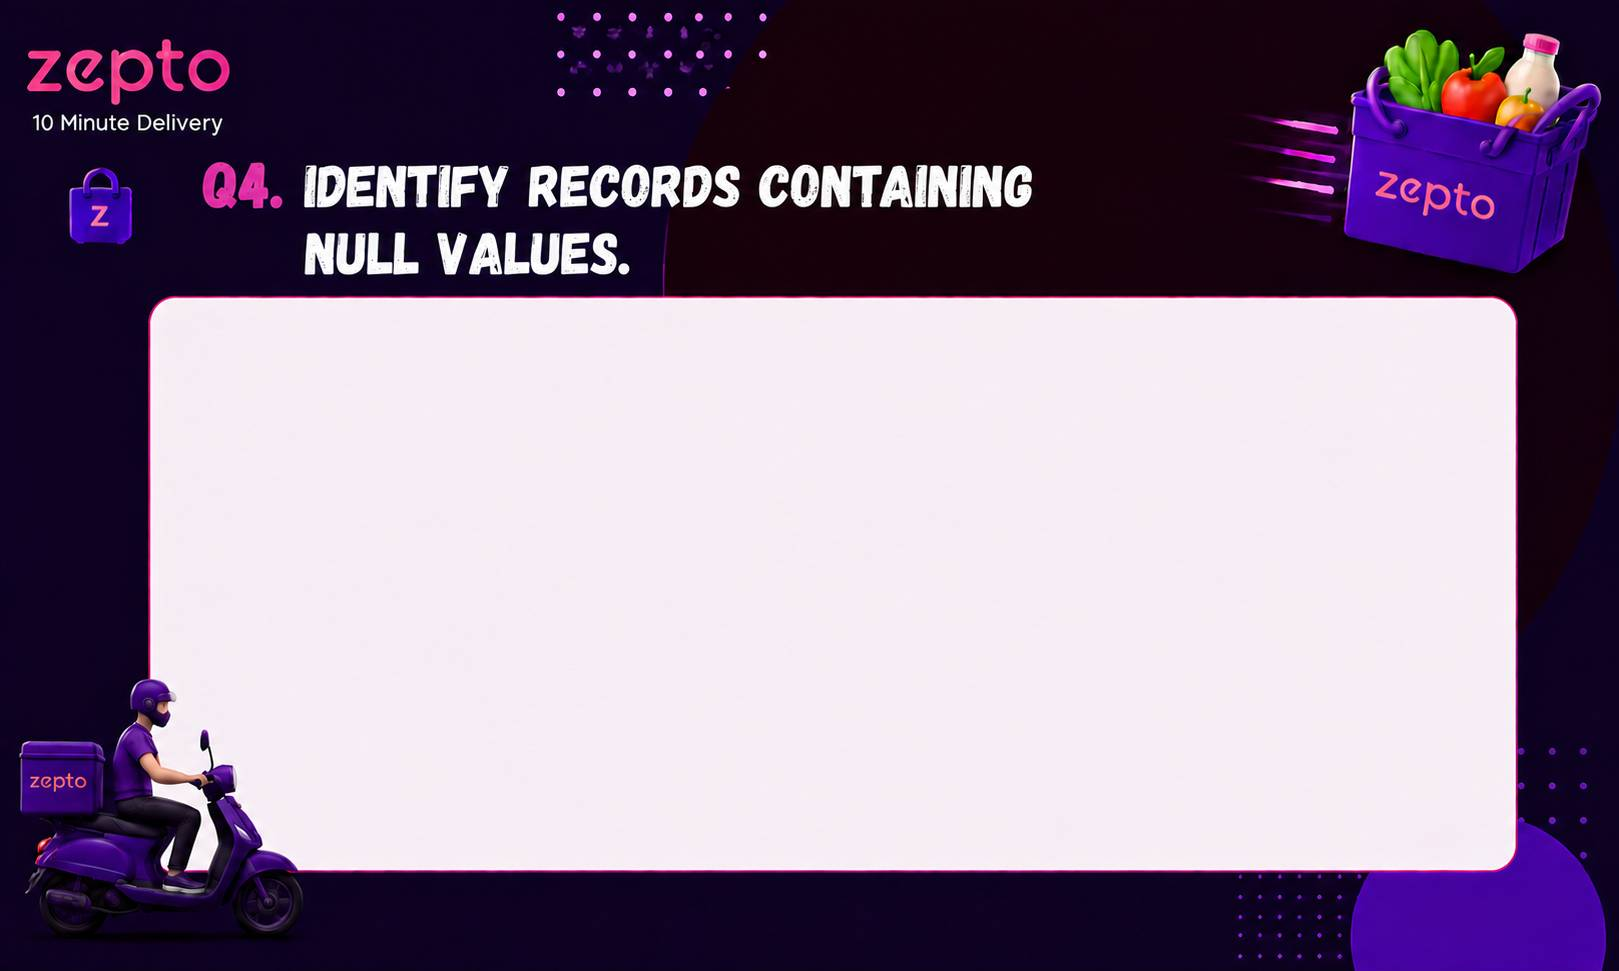 zepto
10 Minute Delivery
Z
Q4. IDENTIFY RECORDS CONTAINING
NULL VALUES.
zepto
zepto